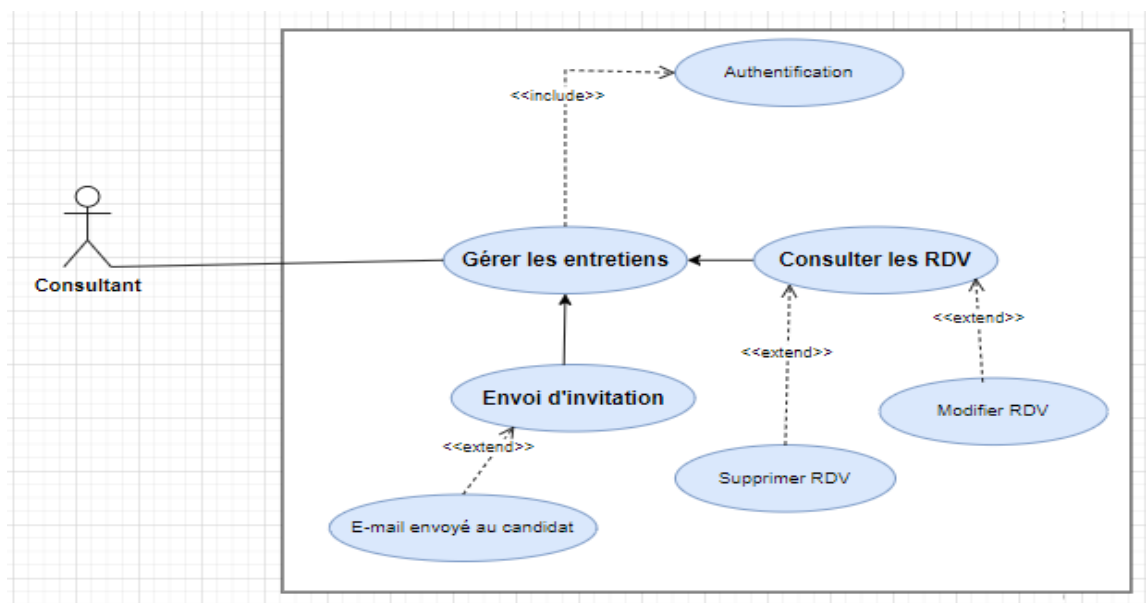 Authentification
<<include>>
Consultant
Gérer les entretiens
Consulter les RDV
<<extend>>
<<extend>>
Envoi d'invitation
Modifier RDV
<<extend>>
Supprimer RDV
E-mail envoyé au candidat